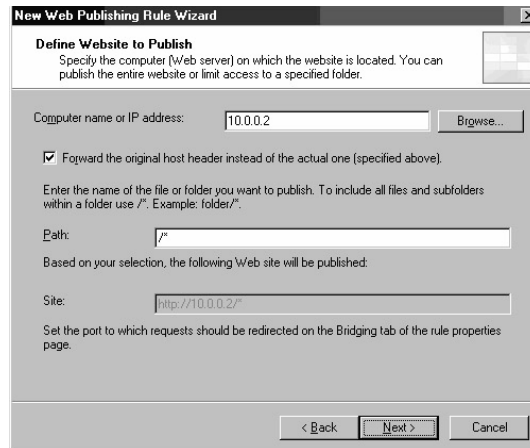 New Web Publishing Rule Wizard
Define Website to Publish
Specify the computer (Web server) on which the website is located. You can
publish the entire website or limit access to a specified folder.
Computer name or IP address:
10.0.0.2
Browse...
Forward the original host header instead of the actual one (specified above).
Enter the name of the file or folder you want to publish. To include all files and subfolders
within a folder use /*. Example: folder/*.
Path:
/*
Based on your selection, the following Web site will be published:
Site:
http://10.0.0.2/*
Set the port to which requests should be redirected on the Bridging tab of the rule properties
page.
< Back
Next >
Cancel